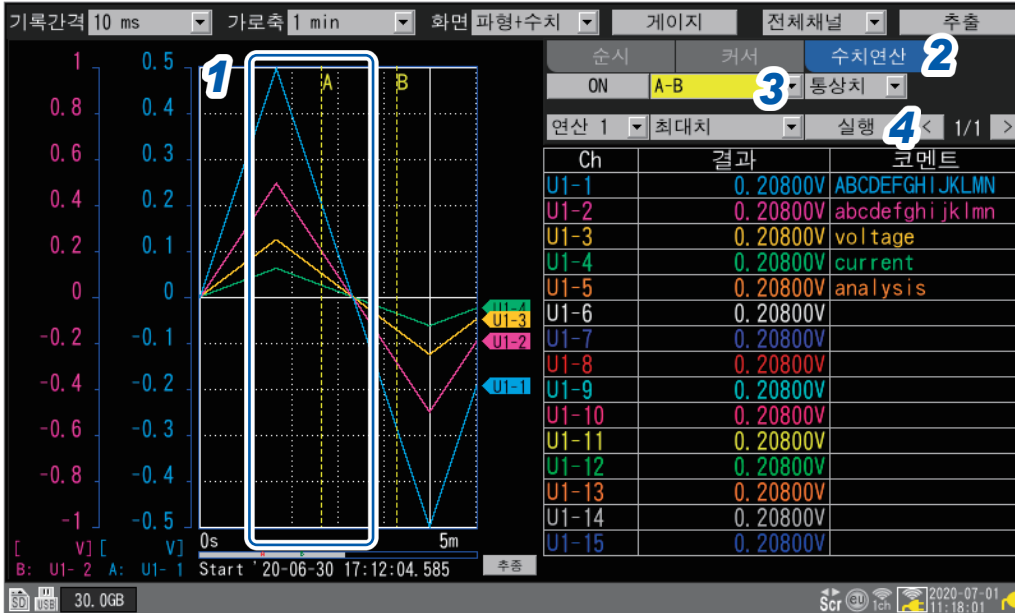 기록간격 10 ms 가로축 1 min 화면 파형+수치 게이지 전체채널 추출
순시 커서 수치연산 2
ON A-B 3 통상치
연산 1 최대치 실행 4 < 1/1 >
1 0.5 1 A B
0.8 0.4
0.6 0.3
0.4 0.2
0.2 0.1
0 0
-0.2 -0.1
-0.4 -0.2
-0.6 -0.3
-0.8 -0.4
-1 -0.5
U1-4
U1-3
U1-2
U1-1
0s 5m
[ V] [ V]
B: U1- 2 A: U1- 1 Start '20-06-30 17:12:04.585 추종
Ch 결과 코멘트
U1-1 0.20800V ABCDEFGHIJKLMN
U1-2 0.20800V abcdefghijklmn
U1-3 0.20800V voltage
U1-4 0.20800V current
U1-5 0.20800V analysis
U1-6 0.20800V
U1-7 0.20800V
U1-8 0.20800V
U1-9 0.20800V
U1-10 0.20800V
U1-11 0.20800V
U1-12 0.20800V
U1-13 0.20800V
U1-14 0.20800V
U1-15 0.20800V
SD USB 30.0GB Scr EU 1ch 2020-07-01
11:18:01